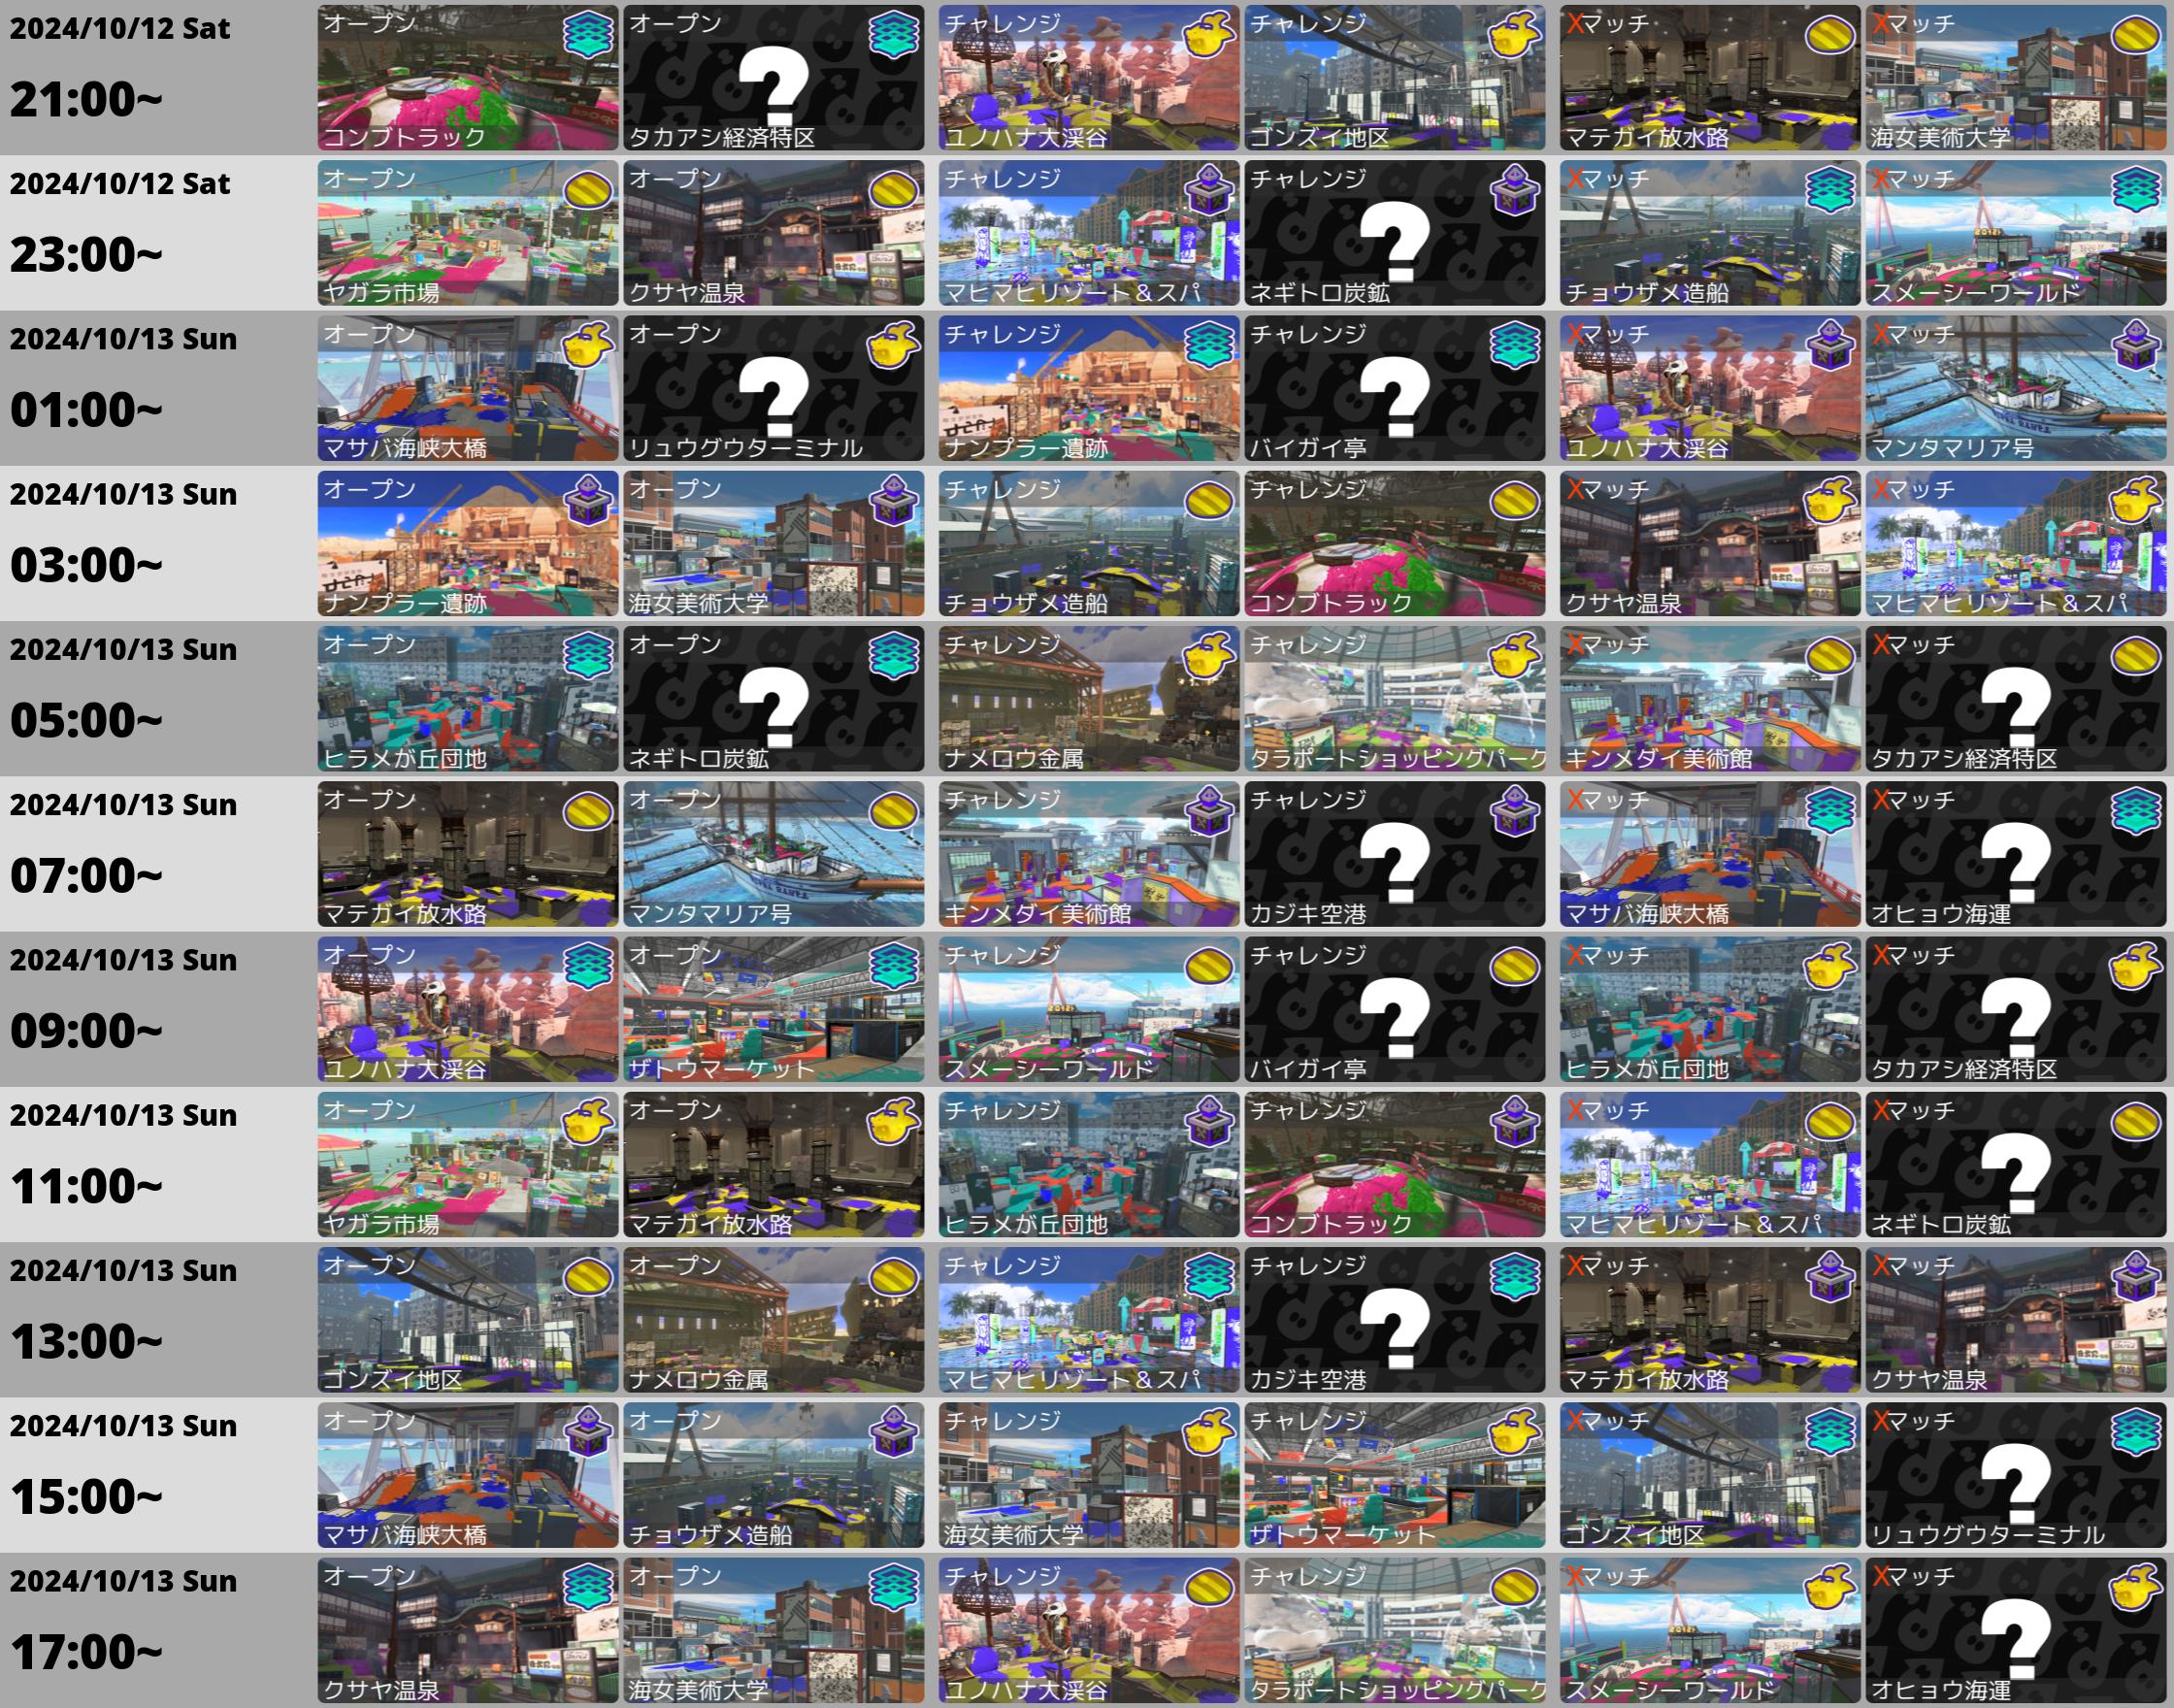 2024/10/12 Sat
21:00~
オープン
コンブトラック
オープン
タカアシ経済特区
チャレンジ
ユノハナ大渓谷
チャレンジ
ゴンズイ地区
Xマッチ
マテガイ放水路
Xマッチ
海女美術大学
2024/10/12 Sat
23:00~
オープン
ヤガラ市場
オープン
クサヤ温泉
チャレンジ
マヒマヒリゾート＆スパ
チャレンジ
ネギトロ炭鉱
Xマッチ
チョウザメ造船
Xマッチ
スメーシーワールド
2024/10/13 Sun
01:00~
オープン
マサバ海峡大橋
オープン
リュウグウターミナル
チャレンジ
ナンプラー遺跡
チャレンジ
バイガイ亭
Xマッチ
ユノハナ大渓谷
Xマッチ
マンタマリア号
2024/10/13 Sun
03:00~
オープン
ナンプラー遺跡
オープン
海女美術大学
チャレンジ
チョウザメ造船
チャレンジ
コンブトラック
Xマッチ
クサヤ温泉
Xマッチ
マヒマヒリゾート＆スパ
2024/10/13 Sun
05:00~
オープン
ヒラメが丘団地
オープン
ネギトロ炭鉱
チャレンジ
ナメロウ金属
チャレンジ
タラポートショッピングパーク
Xマッチ
キンメダイ美術館
Xマッチ
タカアシ経済特区
2024/10/13 Sun
07:00~
オープン
マテガイ放水路
オープン
マンタマリア号
チャレンジ
キンメダイ美術館
チャレンジ
カジキ空港
Xマッチ
マサバ海峡大橋
Xマッチ
オヒョウ海運
2024/10/13 Sun
09:00~
オープン
ユノハナ大渓谷
オープン
ザトウマーケット
チャレンジ
スメーシーワールド
チャレンジ
バイガイ亭
Xマッチ
ヒラメが丘団地
Xマッチ
タカアシ経済特区
2024/10/13 Sun
11:00~
オープン
ヤガラ市場
オープン
マテガイ放水路
チャレンジ
ヒラメが丘団地
チャレンジ
コンブトラック
Xマッチ
マヒマヒリゾート＆スパ
Xマッチ
ネギトロ炭鉱
2024/10/13 Sun
13:00~
オープン
ゴンズイ地区
オープン
ナメロウ金属
チャレンジ
マヒマヒリゾート＆スパ
チャレンジ
カジキ空港
Xマッチ
マテガイ放水路
Xマッチ
クサヤ温泉
2024/10/13 Sun
15:00~
オープン
マサバ海峡大橋
オープン
チョウザメ造船
チャレンジ
海女美術大学
チャレンジ
ザトウマーケット
Xマッチ
ゴンズイ地区
Xマッチ
リュウグウターミナル
2024/10/13 Sun
17:00~
オープン
クサヤ温泉
オープン
海女美術大学
チャレンジ
ユノハナ大渓谷
チャレンジ
タラポートショッピングパーク
Xマッチ
スメーシーワールド
Xマッチ
オヒョウ海運